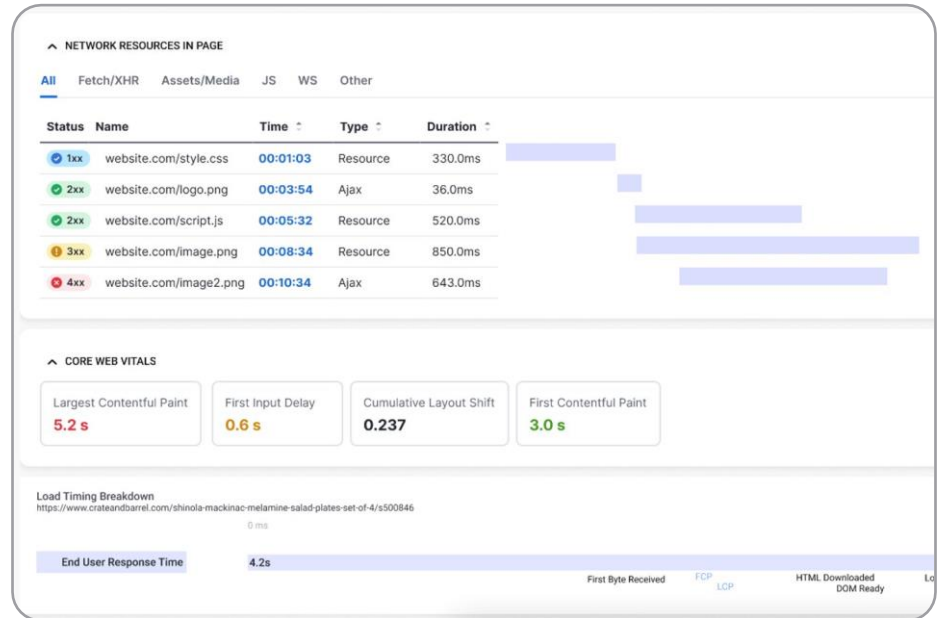 NETWORK RESOURCES IN PAGE
All Fetch/XHR Assets/Media JS WS Other
Status Name Time Type Duration
1xx website.com/style.css 00:01:03 Resource 330.0ms
2xx website.com/logo.png 00:03:54 Ajax 36.0ms
2xx website.com/script.js 00:05:32 Resource 520.0ms
3xx website.com/image.png 00:08:34 Resource 850.0ms
4xx website.com/image2.png 00:10:34 Ajax 643.0ms
CORE WEB VITALS
Largest Contentful Paint First Input Delay Cumulative Layout Shift First Contentful Paint
5.2 s 0.6 s 0.237 3.0 s
Load Timing Breakdown
https://www.crateandbarrel.com/shinola-mackinac-melamine-salad-plates-set-of-4/s500846
0 ms
End User Response Time 4.2s
First Byte Received FCP HTML Downloaded Lo
LCP DOM Ready